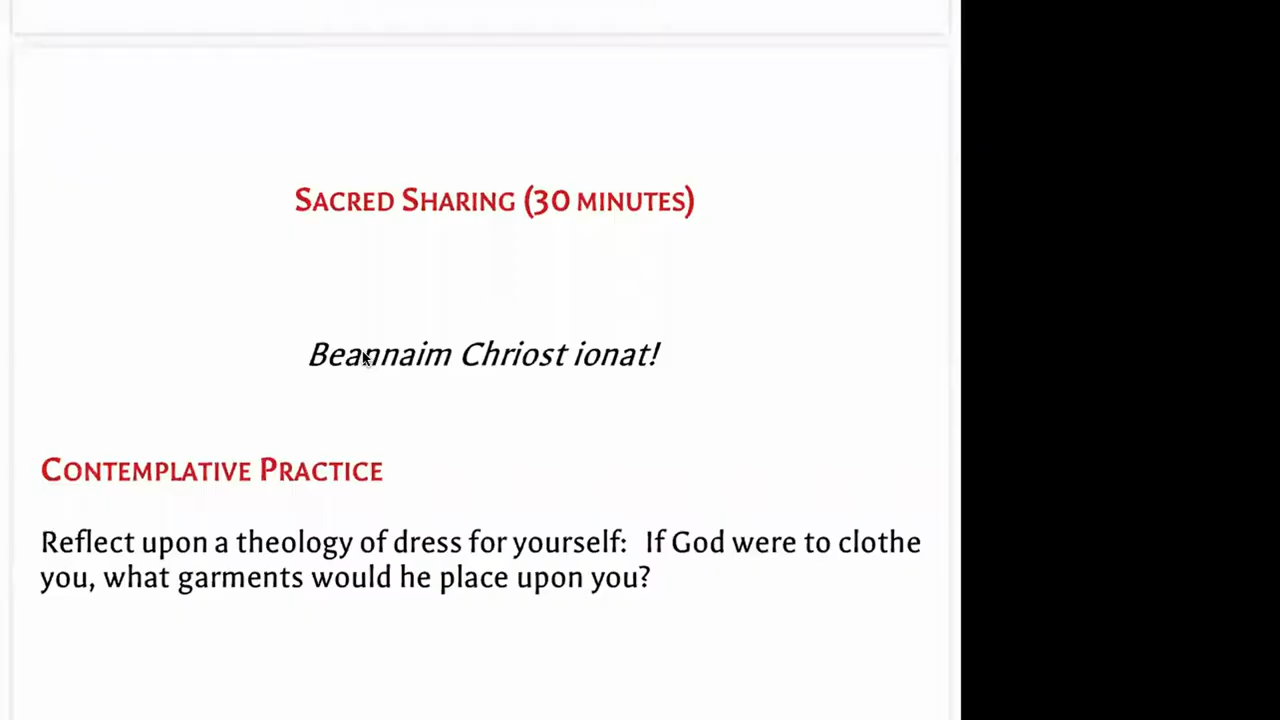 SACRED SHARING (30 MINUTES)
Beannaim Chriost ionat!
CONTEMPLATIVE PRACTICE
Reflect upon a theology of dress for yourself: If God were to clothe
you, what garments would he place upon you?